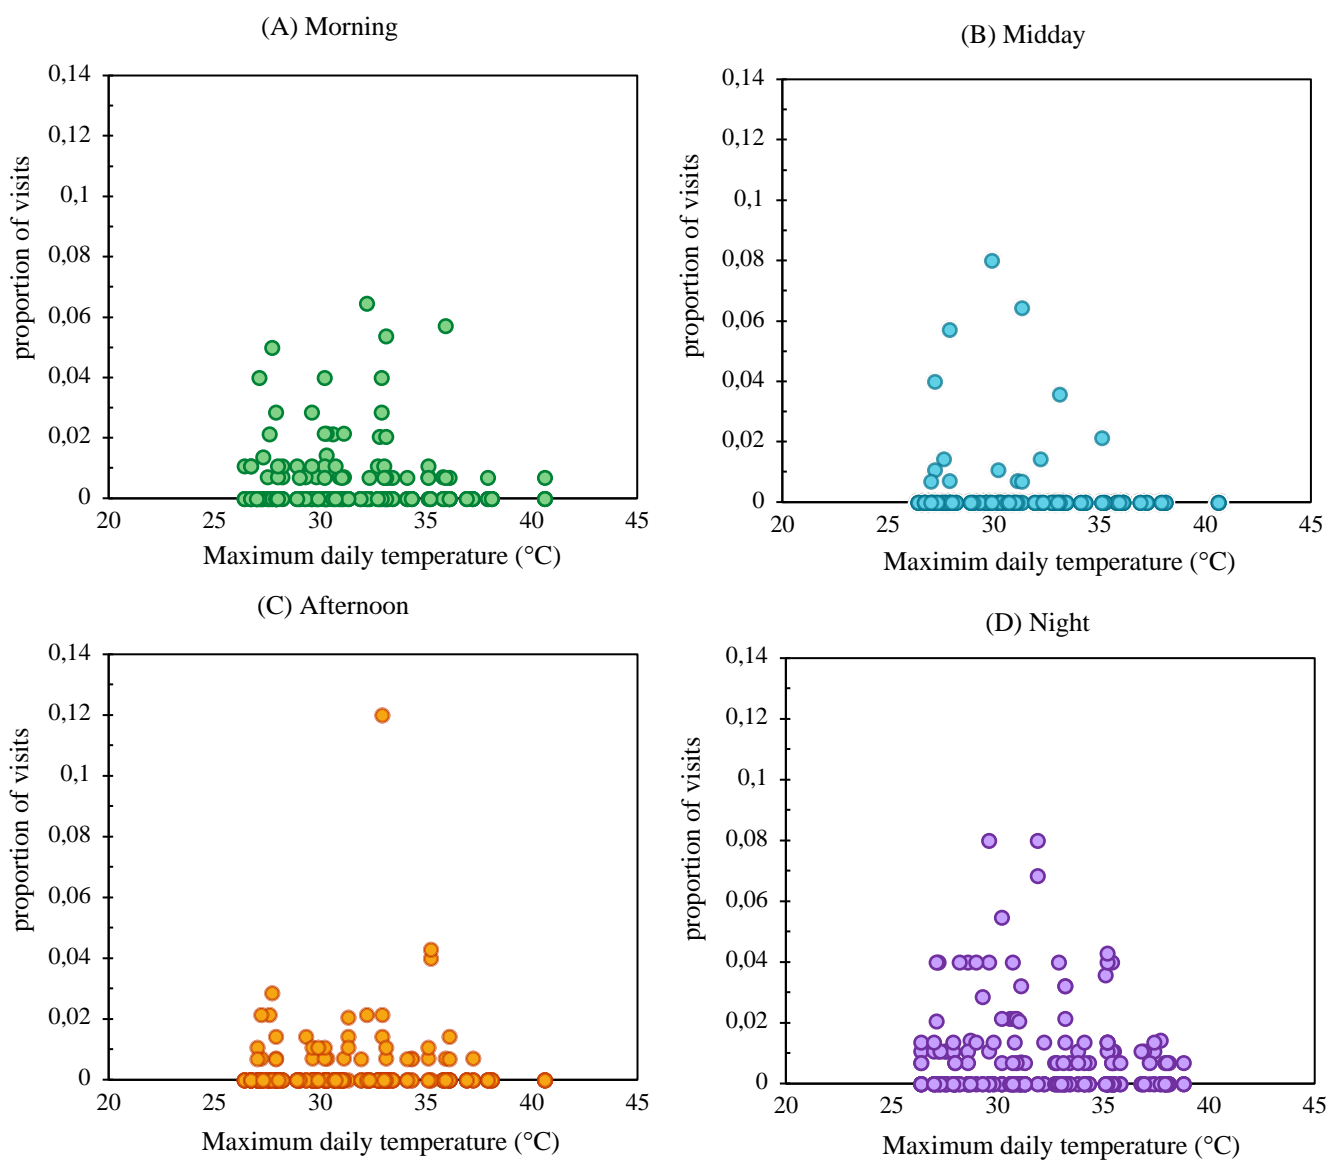 (A) Morning
0,14
0,12
0,1
0,08
0,06
0,04
0,02
0
proportion of visits
20 25 30 35 40 45
Maximum daily temperature (°C)
(B) Midday
0,14
0,12
0,1
0,08
0,06
0,04
0,02
0
proportion of visits
20 25 30 35 40 45
Maximim daily temperature (°C)
(C) Afternoon
0,14
0,12
0,1
0,08
0,06
0,04
0,02
0
proportion of visits
20 25 30 35 40 45
Maximum daily temperature (°C)
(D) Night
0,14
0,12
0,1
0,08
0,06
0,04
0,02
0
proportion of visits
20 25 30 35 40 45
Maximum daily temperature (°C)